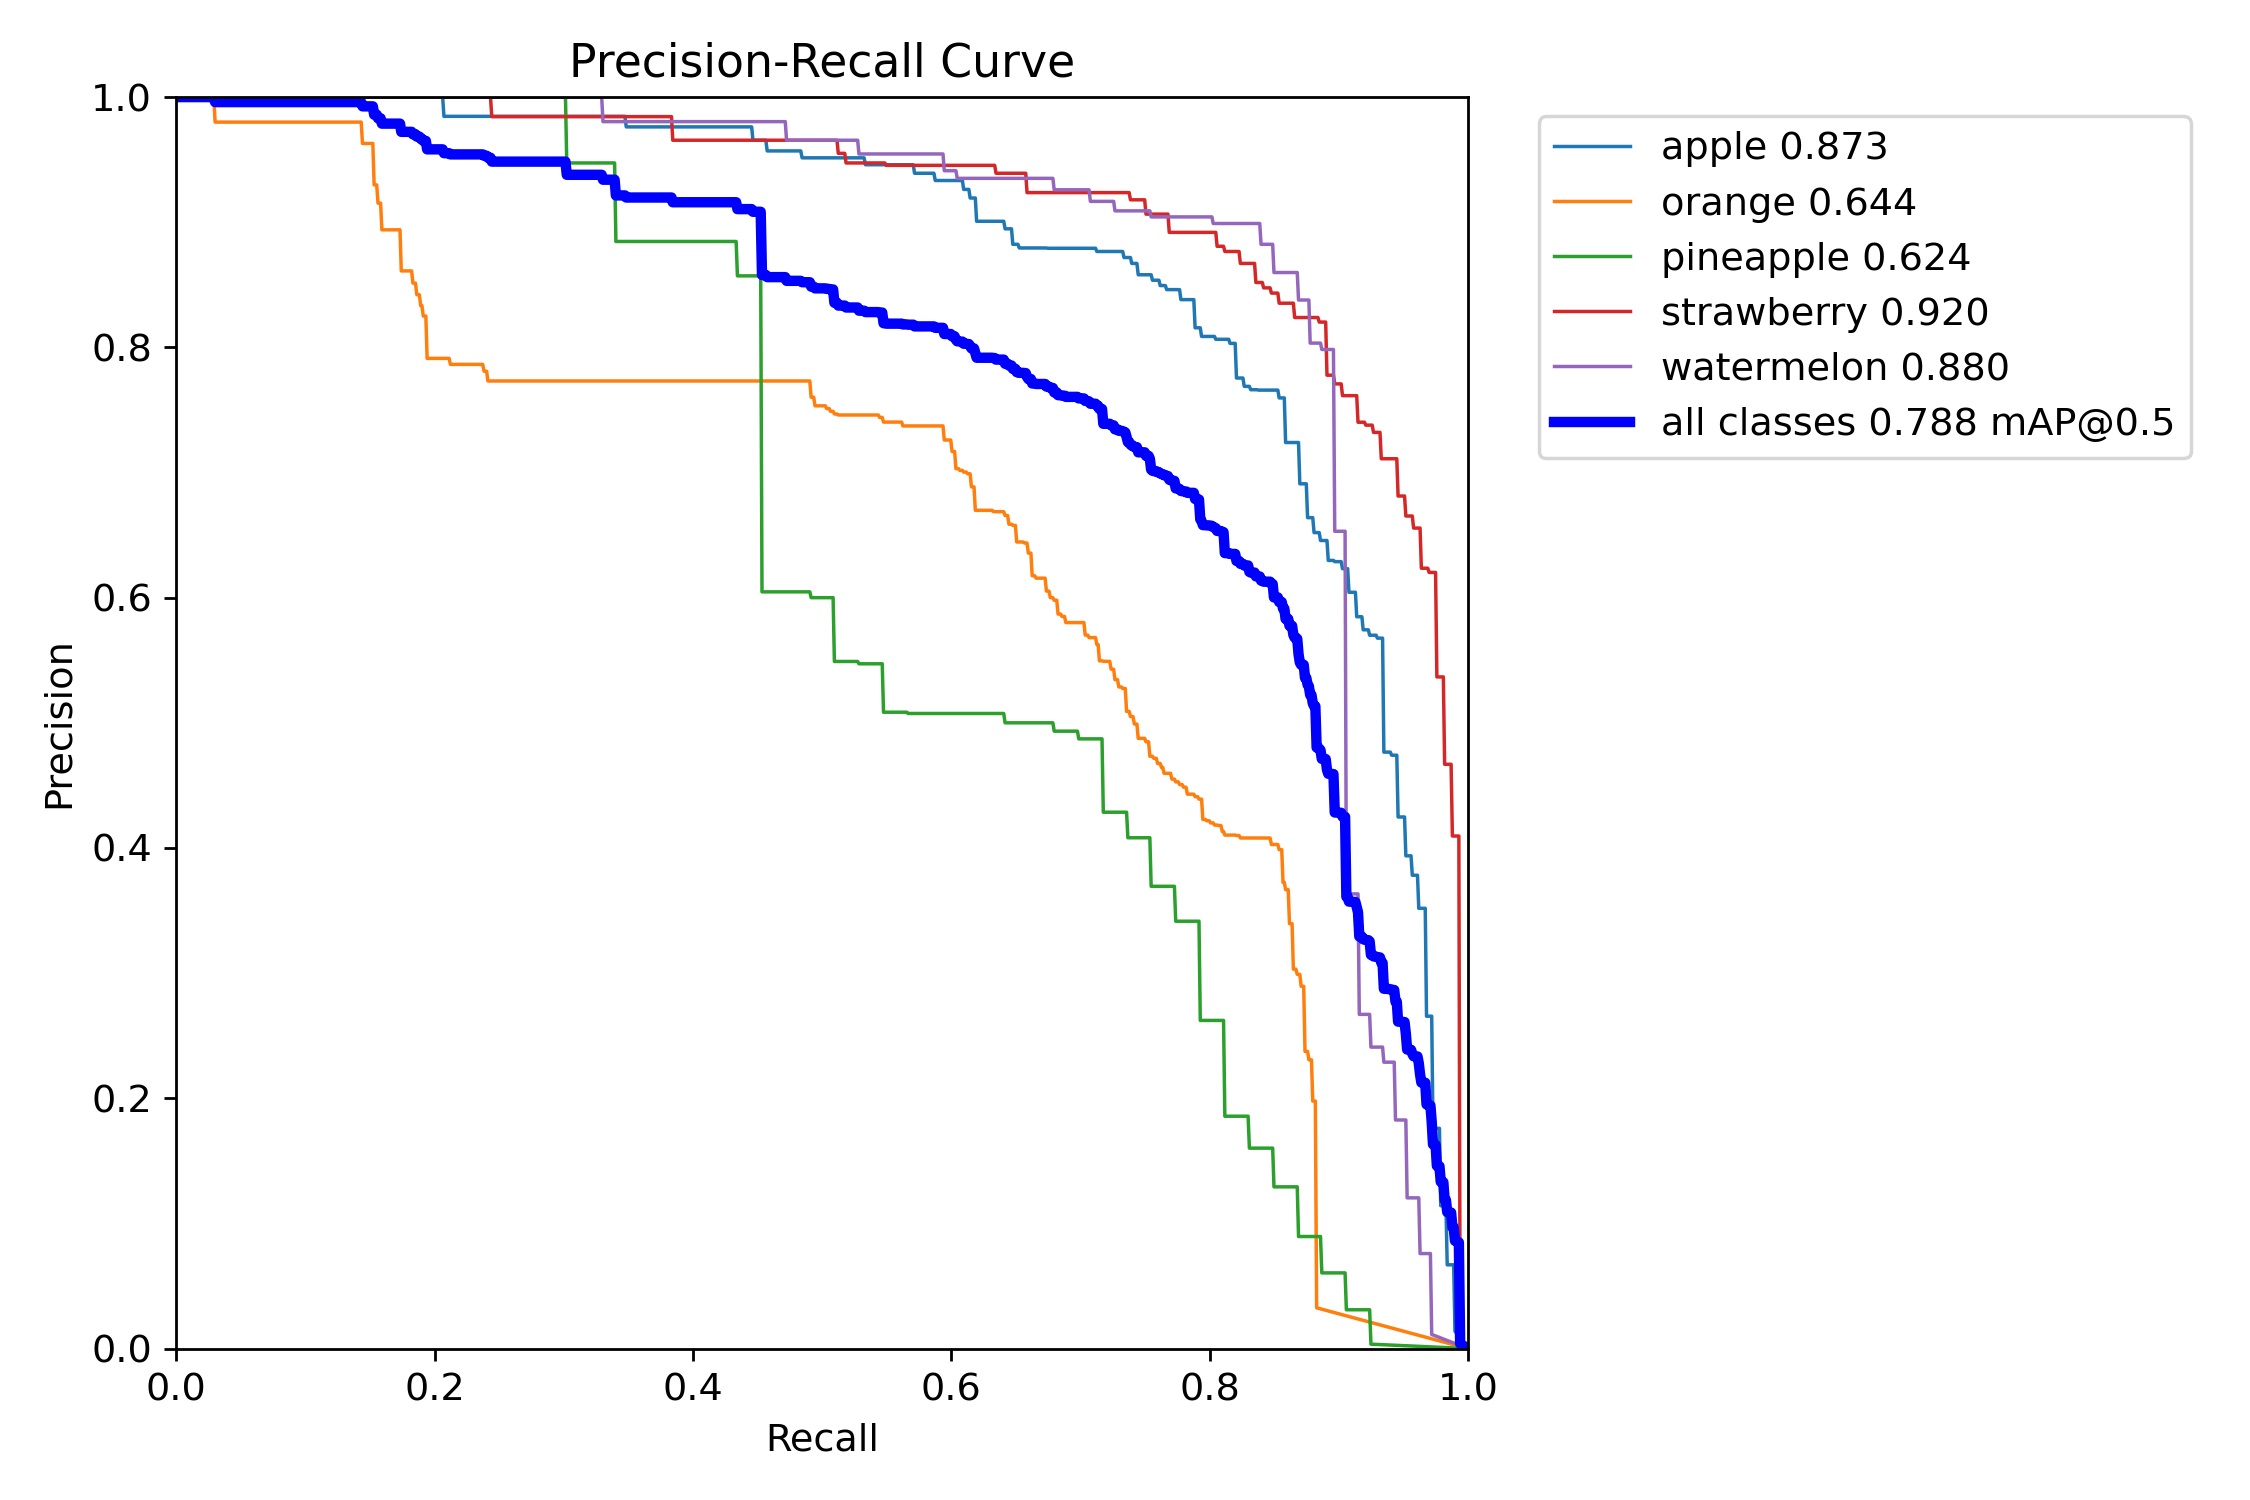 Precision-Recall Curve
1.0
0.8
0.6
0.4
0.2
0.0
Precision
0.0 0.2 0.4 0.6 0.8 1.0
Recall
apple 0.873
orange 0.644
pineapple 0.624
strawberry 0.920
watermelon 0.880
all classes 0.788 mAP@0.5